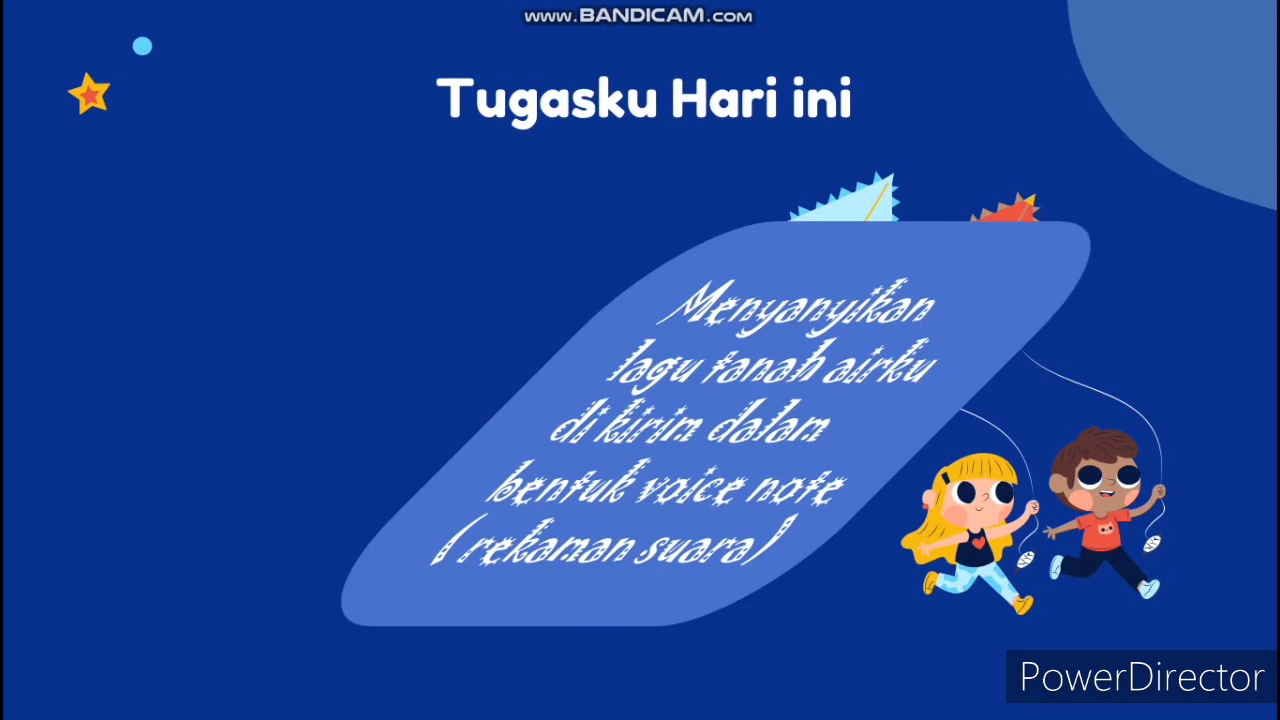 www.BANDICAM.com
Tugasku Hari ini
Menyanyikan
lagu tanah airku
di kirim dalam
bentuk voice note
( rekaman suara)
PowerDirector